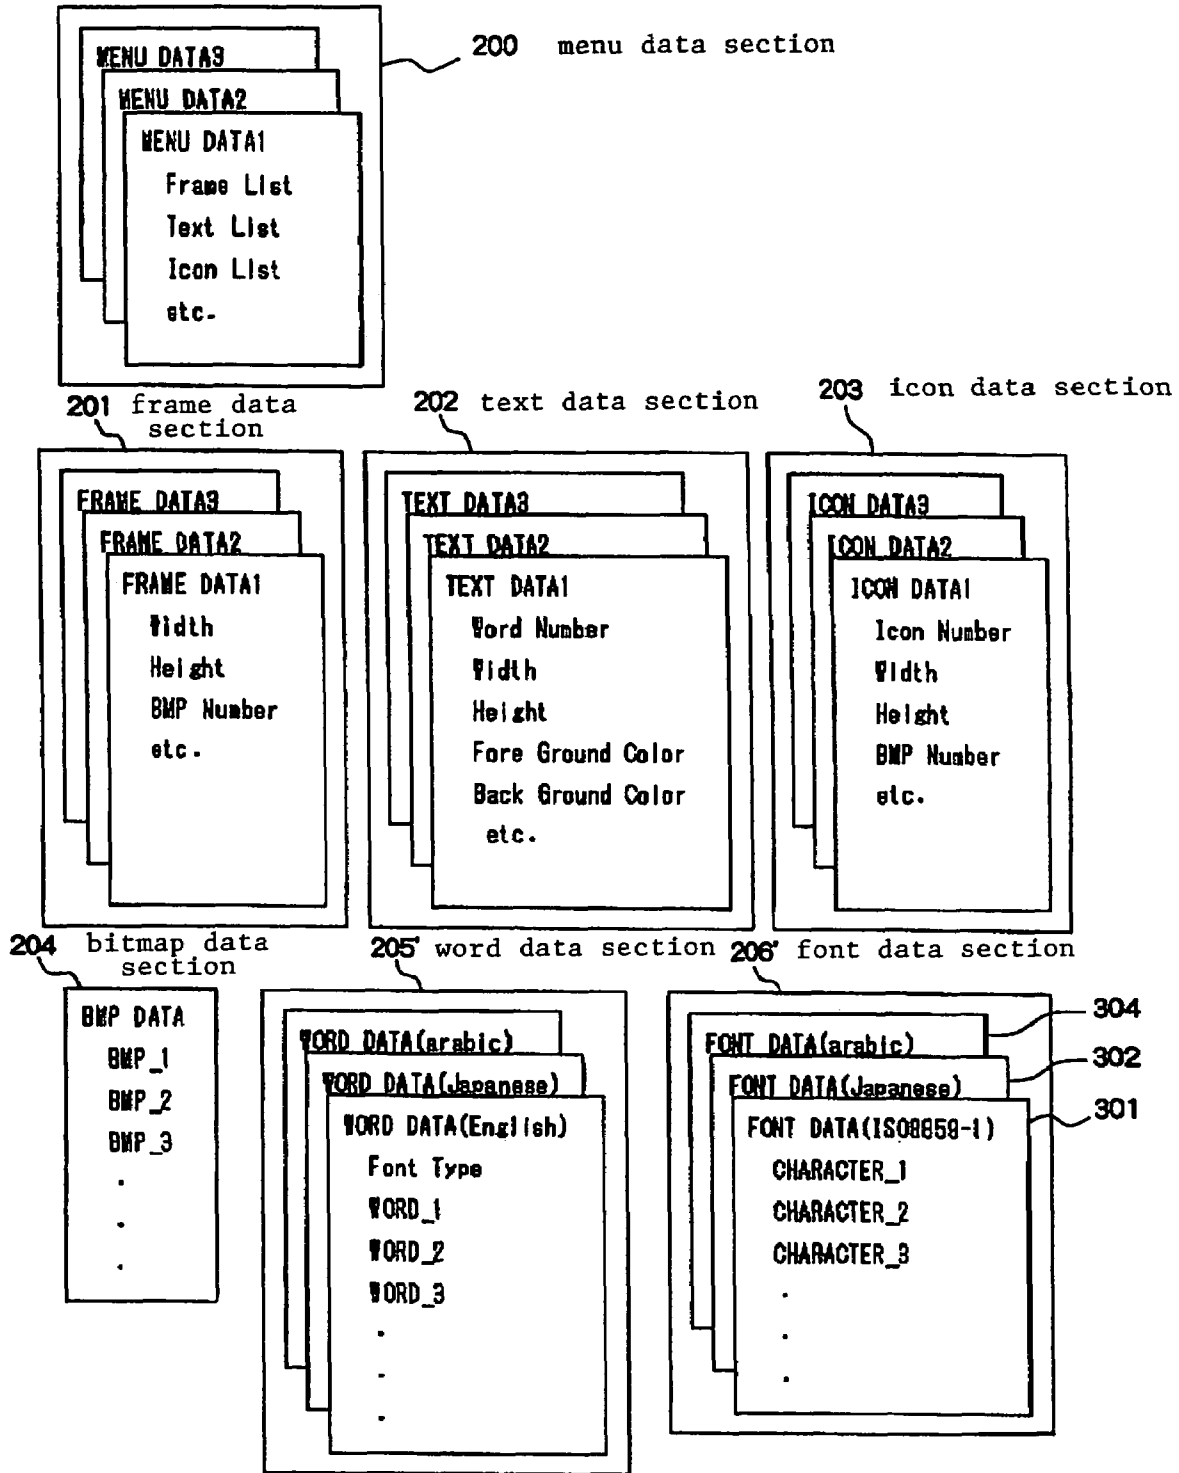 200 menu data section
MENU DATA3
MENU DATA2
MENU DATA1
Frame List
Text List
Icon List
etc.
201 frame data
section
FRAME DATA3
FRAME DATA2
FRAME DATA1
Width
Height
BMP Number
etc.
202 text data section
TEXT DATA3
TEXT DATA2
TEXT DATA1
Word Number
Width
Height
Fore Ground Color
Back Ground Color
etc.
203 icon data section
ICON DATA3
ICON DATA2
ICON DATA1
Icon Number
Width
Height
BMP Number
etc.
204 bitmap data
section
BMP DATA
BMP_1
BMP_2
BMP_3
.
.
.
205' word data section
WORD DATA(arabic)
WORD DATA(Japanese)
WORD DATA(English)
Font Type
WORD_1
WORD_2
WORD_3
.
.
.
206' font data section
304
FONT DATA(arabic)
302
FONT DATA(Japanese)
301
FONT DATA(ISO8859-1)
CHARACTER_1
CHARACTER_2
CHARACTER_3
.
.
.